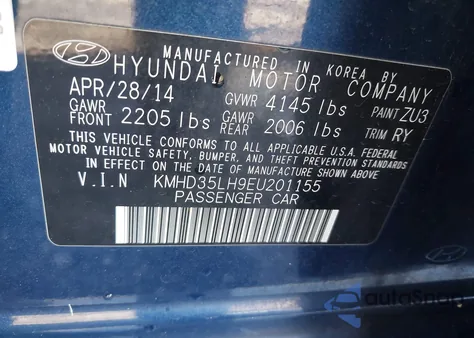 MANUFACTURED IN KOREA BY
HYUNDAI MOTOR COMPANY
APR/28/14 GVWR 4145 lbs PAINT ZU3
GAWR FRONT 2205 lbs GAWR REAR 2006 lbs TRIM RY
THIS VEHICLE CONFORMS TO ALL APPLICABLE U.S.A. FEDERAL
MOTOR VEHICLE SAFETY, BUMPER, AND THEFT PREVENTION STANDARDS
IN EFFECT ON THE DATE OF MANUFACTURE SHOWN ABOVE
V.I.N KMHD35LH9EU201155
PASSENGER CAR